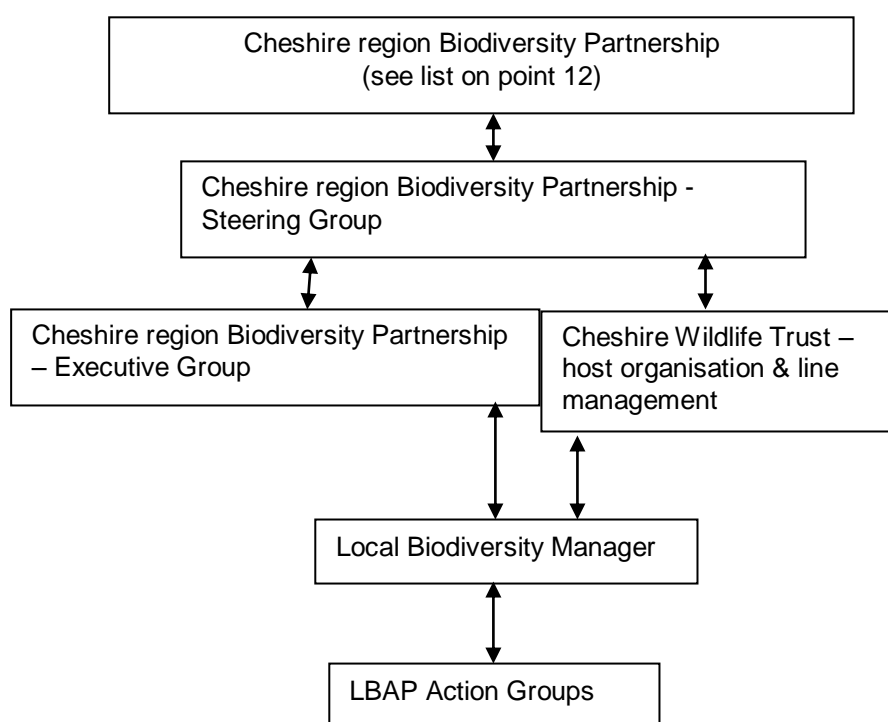 Cheshire region Biodiversity Partnership
(see list on point 12)
Cheshire region Biodiversity Partnership -
Steering Group
Cheshire region Biodiversity Partnership
– Executive Group
Cheshire Wildlife Trust –
host organisation & line
management
Local Biodiversity Manager
LBAP Action Groups